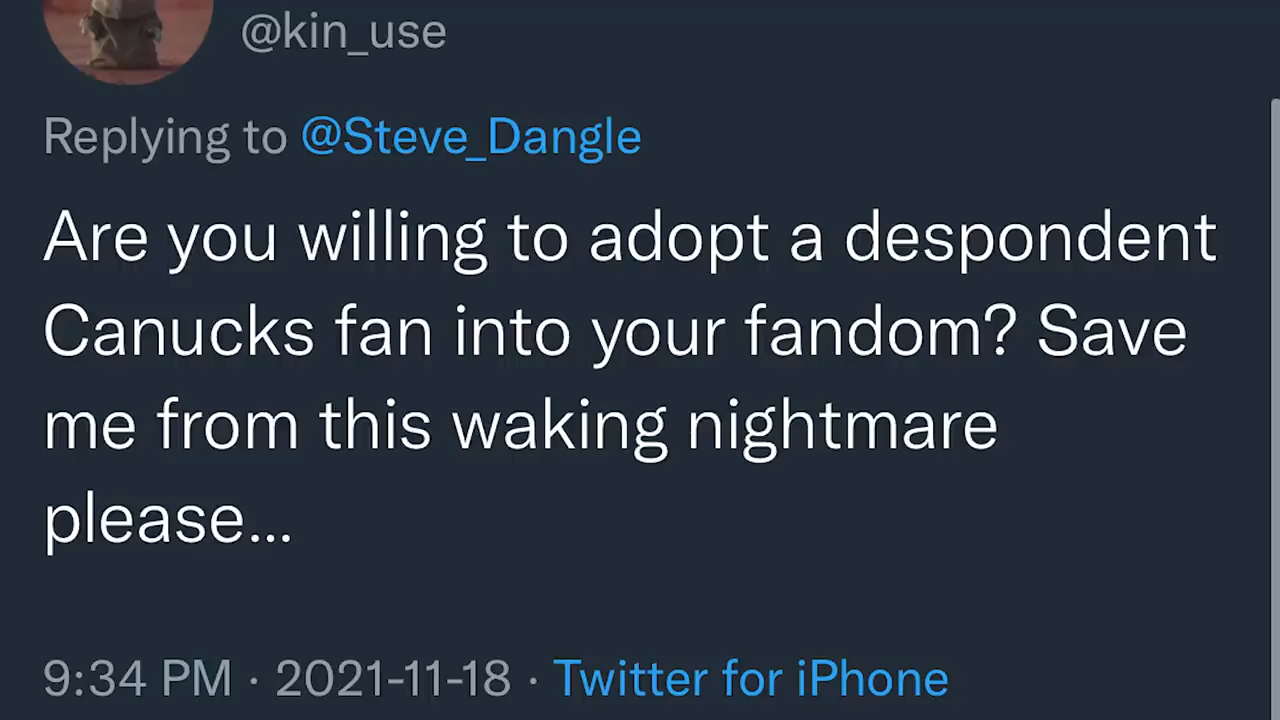 @kin_use
Replying to @Steve_Dangle
Are you willing to adopt a despondent
Canucks fan into your fandom? Save
me from this waking nightmare
please...
9:34 PM · 2021-11-18 · Twitter for iPhone